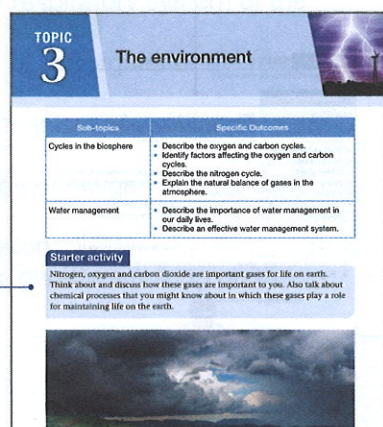 TOPIC
3
The environment
Sub-topics
Specific Outcomes
Cycles in the biosphere
• Describe the oxygen and carbon cycles.
• Identify factors affecting the oxygen and carbon
cycles.
• Describe the nitrogen cycle.
• Explain the natural balance of gases in the
atmosphere.
Water management
• Describe the importance of water management in
our daily lives.
• Describe an effective water management system.
Starter activity
Nitrogen, oxygen and carbon dioxide are important gases for life on earth.
Think about and discuss how these gases are important to you. Also talk about
chemical processes that you might know about in which these gases play a role
for maintaining life on the earth.